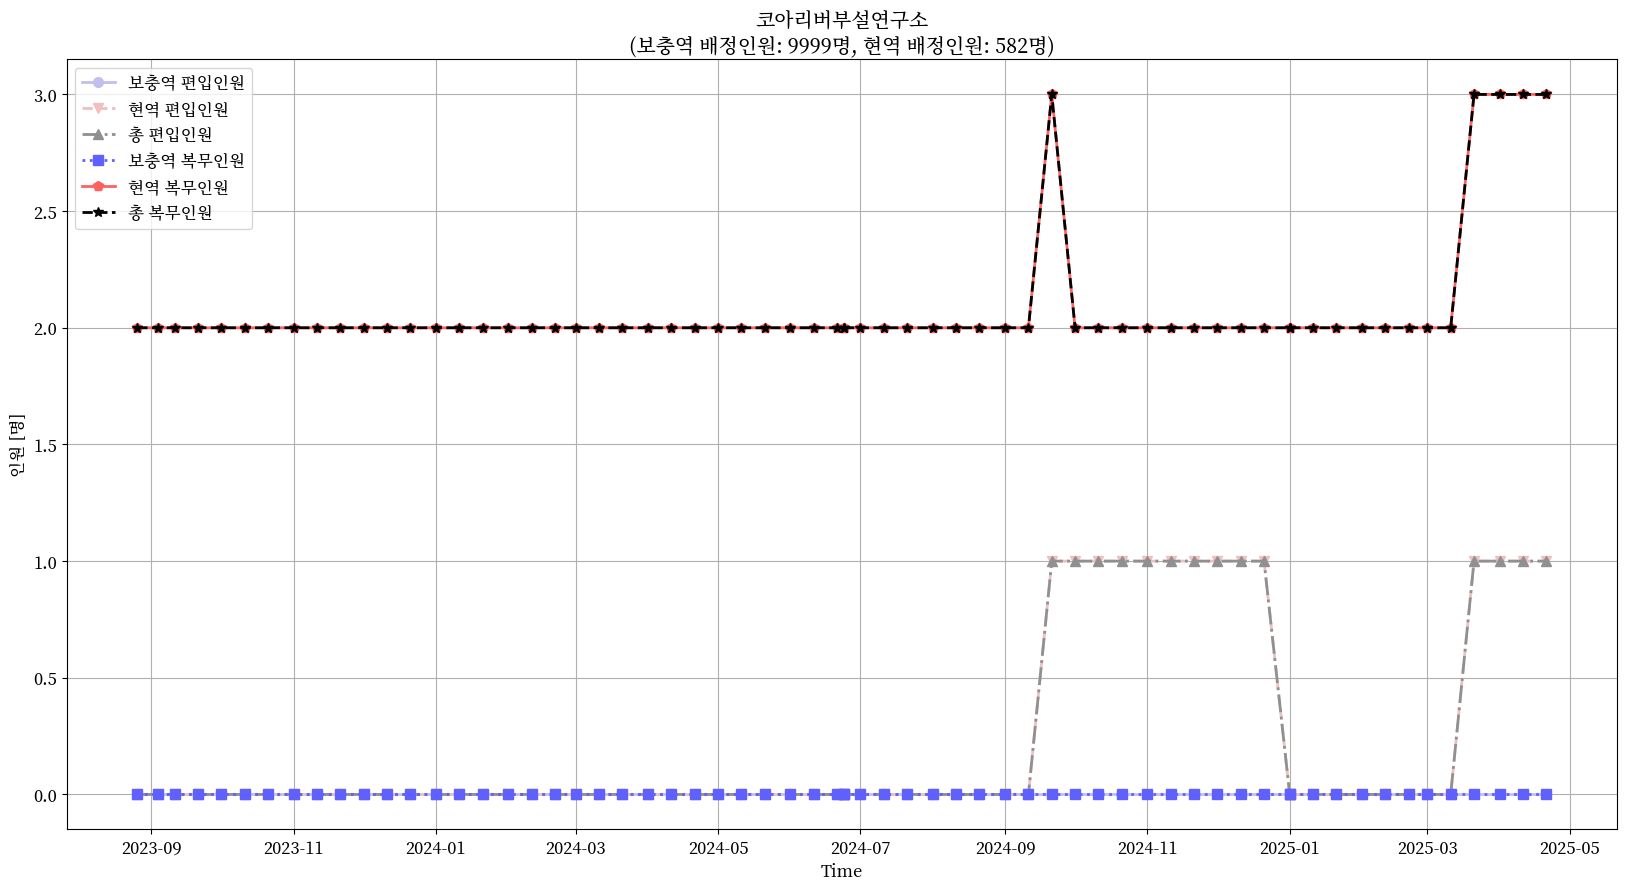 코아리버부설연구소
(보충역 배정인원: 9999명, 현역 배정인원: 582명)
보충역 편입인원
현역 편입인원
총 편입인원
보충역 복무인원
현역 복무인원
총 복무인원
3.0
2.5
2.0
1.5
1.0
0.5
0.0
인원 [명]
2023-09
2023-11
2024-01
2024-03
2024-05
2024-07
2024-09
2024-11
2025-01
2025-03
2025-05
Time